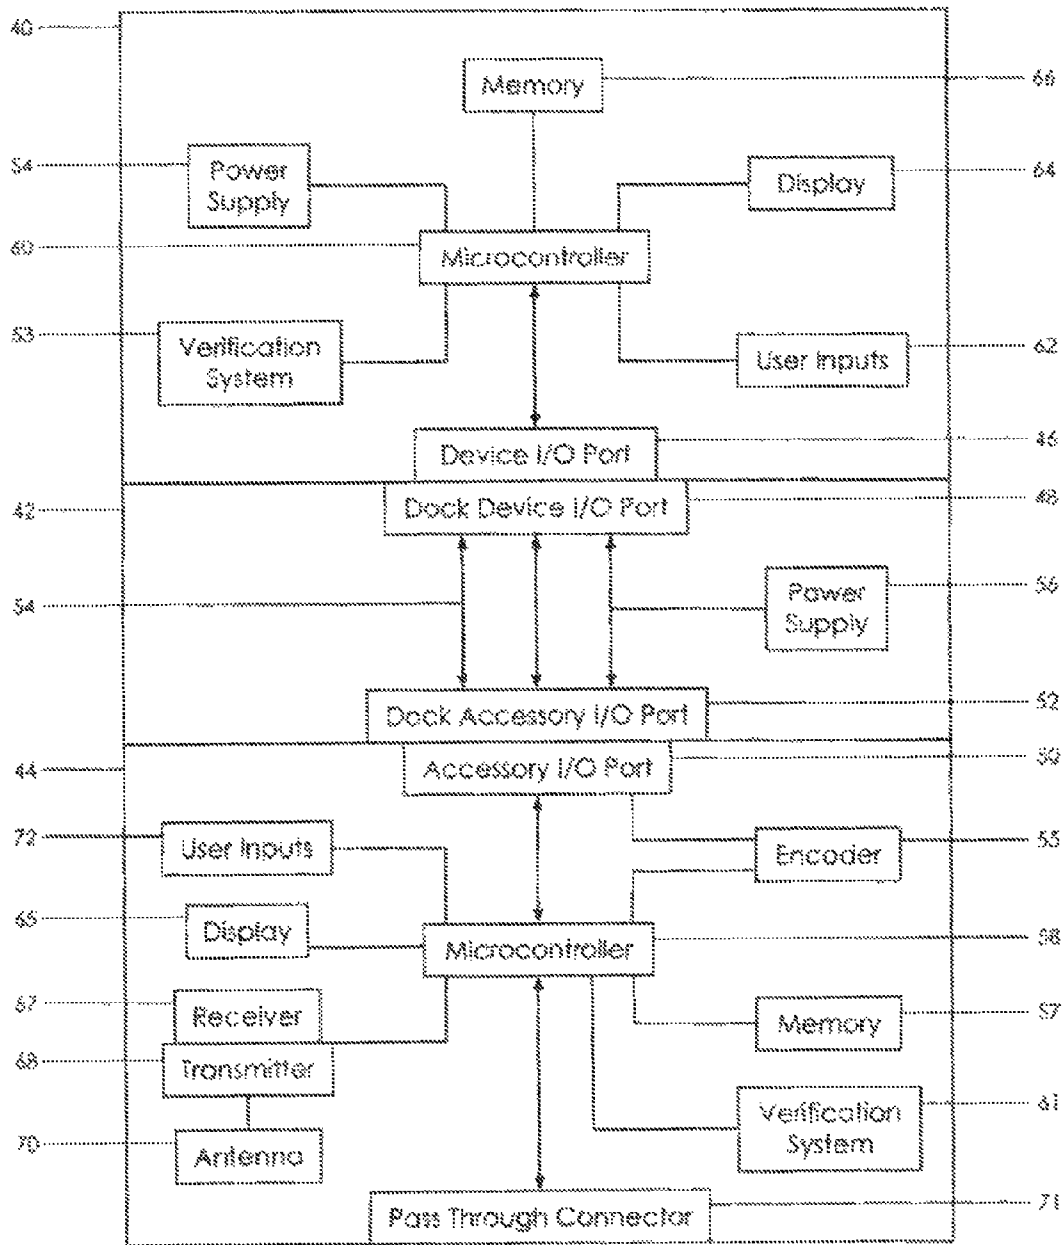 40
Memory
66
54
Power
Supply
Display
64
60
Microcontroller
53
Verification
System
User Inputs
62
Device I/O Port
46
42
Dock Device I/O Port
48
54
Power
Supply
56
Dock Accessory I/O Port
52
44
Accessory I/O Port
50
72
User Inputs
Encoder
55
65
Display
Microcontroller
58
67
Receiver
Memory
57
68
Transmitter
Verification
System
61
70
Antenna
Pass Through Connector
71